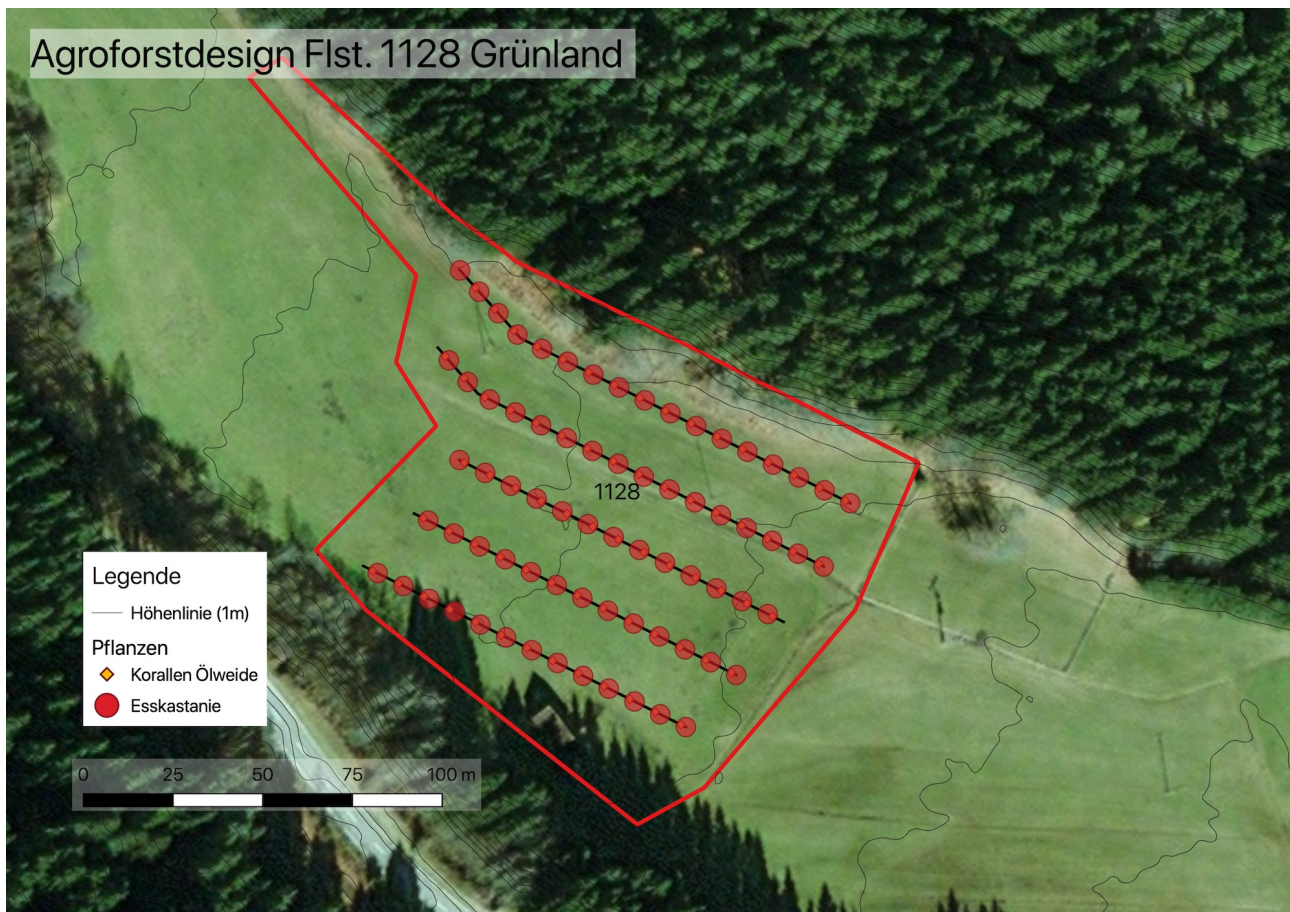 Agroforstdesign Flst. 1128 Grünland
1128
Legende
Höhenlinie (1m)
Pflanzen
Korallen Ölweide
Esskastanie
0 25 50 75 100 m